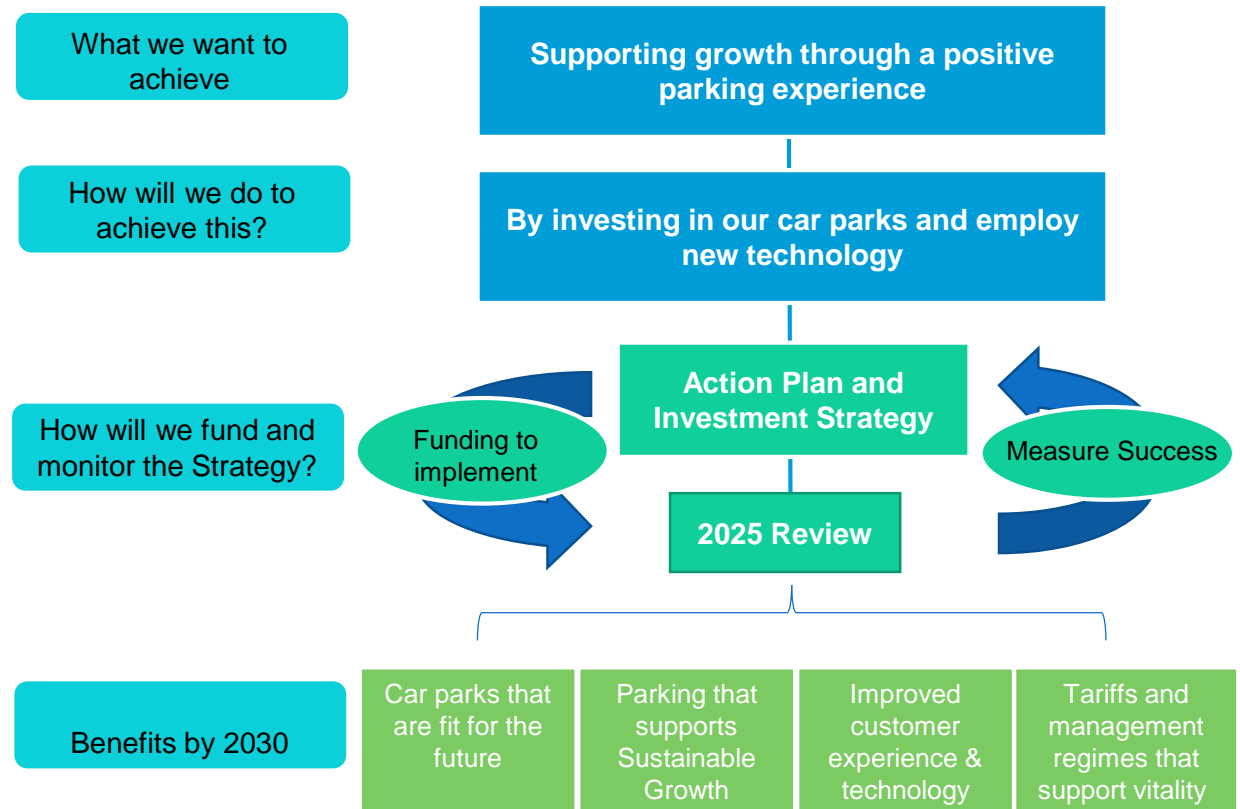 What we want to
achieve
Supporting growth through a positive
parking experience
How will we do to
achieve this?
By investing in our car parks and employ
new technology
How will we fund and
monitor the Strategy?
Funding to
implement
Action Plan and
Investment Strategy
2025 Review
Measure Success
Benefits by 2030
Car parks that
are fit for the
future
Parking that
supports
Sustainable
Growth
Improved
customer
experience &
technology
Tariffs and
management
regimes that
support vitality